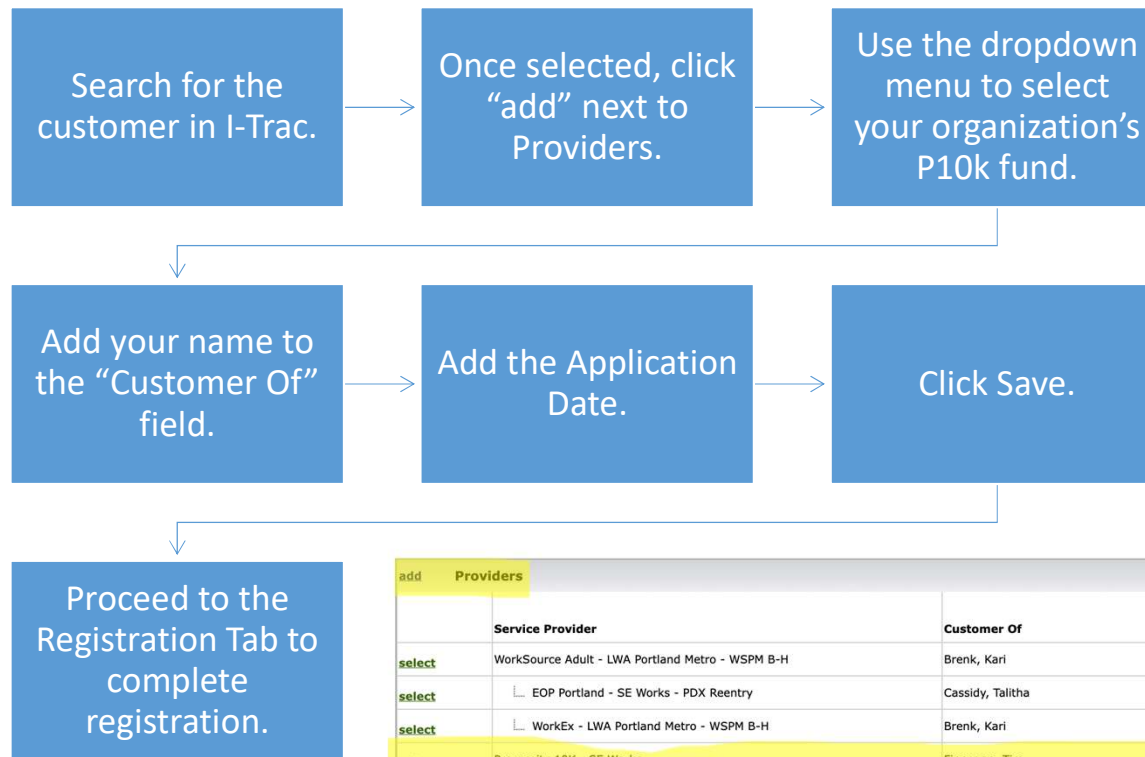 Search for the
customer in I-Trac.
Once selected, click
“add” next to
Providers.
Use the dropdown
menu to select
your organization’s
P10k fund.
Add your name to
the “Customer Of”
field.
Add the Application
Date.
Click Save.
Proceed to the
Registration Tab to
complete
registration.
add Providers
Service Provider Customer Of
select WorkSource Adult - LWA Portland Metro - WSPM B-H Brenk, Kari
select EOP Portland - SE Works - PDX Reentry Cassidy, Talitha
select WorkEx - LWA Portland Metro - WSPM B-H Brenk, Kari